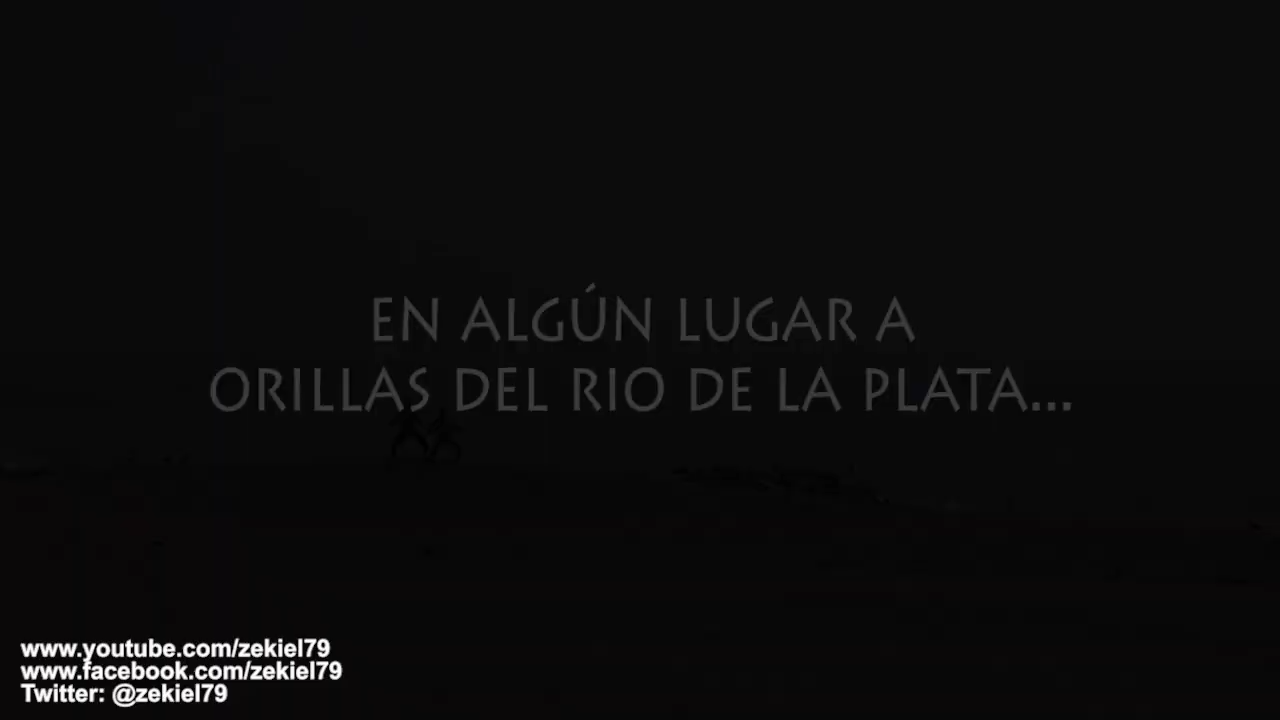 EN ALGÚN LUGAR A
ORILLAS DEL RIO DE LA PLATA...
www.youtube.com/zekiel79
www.facebook.com/zekiel79
Twitter: @zekiel79